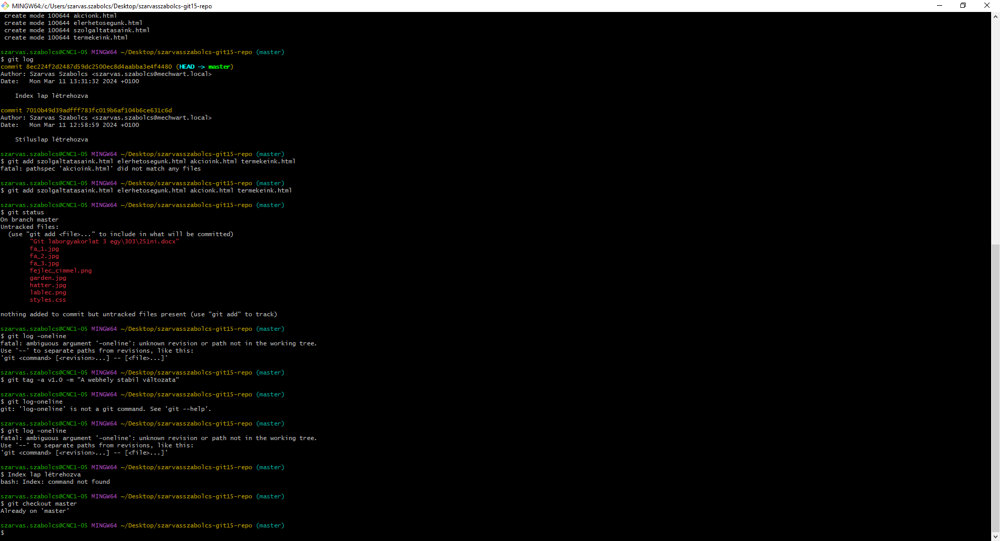 MINGW64:/c/Users/szarvas.szabolcs/Desktop/szarvasszabolcs-git15-repo
 create mode 100644 akcionk.html
 create mode 100644 elerhetosegunk.html
 create mode 100644 szolgaltatasaink.html
 create mode 100644 termekeink.html

szarvas.szabolcs@CNC1-05 MINGW64 ~/Desktop/szarvasszabolcs-git15-repo (master)
$ git log
commit 8ec224f2d2487d59dc2500ec8d4aabba3e4f4480 (HEAD -> master)
Author: Szarvas Szabolcs <szarvas.szabolcs@mechwart.local>
Date:   Mon Mar 11 13:31:32 2024 +0100

    Index lap létrehozva

commit 7010b49d39adfff783fc019b6af104b6ce631c6d
Author: Szarvas Szabolcs <szarvas.szabolcs@mechwart.local>
Date:   Mon Mar 11 12:58:59 2024 +0100

    Stíluslap létrehozva

szarvas.szabolcs@CNC1-05 MINGW64 ~/Desktop/szarvasszabolcs-git15-repo (master)
$ git add szolgaltatasaink.html elerhetosegunk.html akcioink.html termekeink.html
fatal: pathspec 'akcioink.html' did not match any files

szarvas.szabolcs@CNC1-05 MINGW64 ~/Desktop/szarvasszabolcs-git15-repo (master)
$ git add szolgaltatasaink.html elerhetosegunk.html akcionk.html termekeink.html

szarvas.szabolcs@CNC1-05 MINGW64 ~/Desktop/szarvasszabolcs-git15-repo (master)
$ git status
On branch master
Untracked files:
  (use "git add <file>..." to include in what will be committed)
        "Git laborgyakorlat 3 egy\303\251ni.docx"
        fa_1.jpg
        fa_2.jpg
        fa_3.jpg
        fejlec_cimmel.png
        garden.jpg
        hatter.jpg
        lablec.png
        styles.css

nothing added to commit but untracked files present (use "git add" to track)

szarvas.szabolcs@CNC1-05 MINGW64 ~/Desktop/szarvasszabolcs-git15-repo (master)
$ git log -oneline
fatal: ambiguous argument '-oneline': unknown revision or path not in the working tree.
Use '--' to separate paths from revisions, like this:
'git <command> [<revision>...] -- [<file>...]'

szarvas.szabolcs@CNC1-05 MINGW64 ~/Desktop/szarvasszabolcs-git15-repo (master)
$ git tag -a v1.0 -m "A webhely stabil változata"

szarvas.szabolcs@CNC1-05 MINGW64 ~/Desktop/szarvasszabolcs-git15-repo (master)
$ git log-oneline
git: 'log-oneline' is not a git command. See 'git --help'.

szarvas.szabolcs@CNC1-05 MINGW64 ~/Desktop/szarvasszabolcs-git15-repo (master)
$ git log -oneline
fatal: ambiguous argument '-oneline': unknown revision or path not in the working tree.
Use '--' to separate paths from revisions, like this:
'git <command> [<revision>...] -- [<file>...]'

szarvas.szabolcs@CNC1-05 MINGW64 ~/Desktop/szarvasszabolcs-git15-repo (master)
$ Index lap létrehozva
bash: Index: command not found

szarvas.szabolcs@CNC1-05 MINGW64 ~/Desktop/szarvasszabolcs-git15-repo (master)
$ git checkout master
Already on 'master'

szarvas.szabolcs@CNC1-05 MINGW64 ~/Desktop/szarvasszabolcs-git15-repo (master)
$